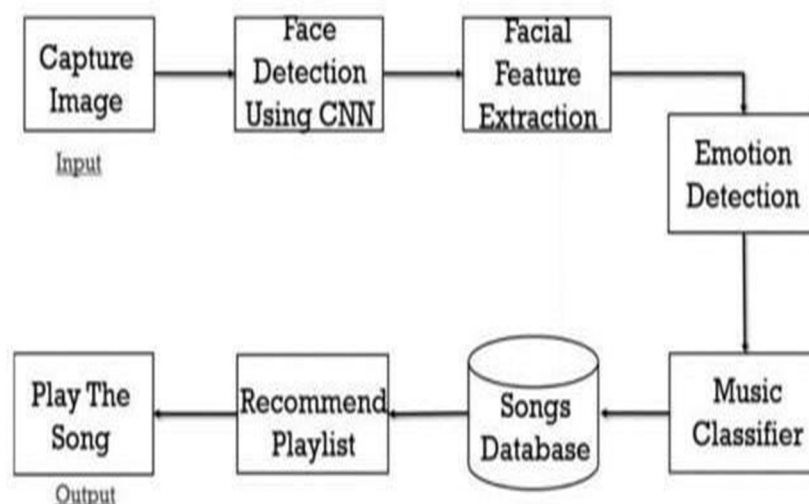 Capture
Image
Input
Face
Detection
Using CNN
Facial
Feature
Extraction
Emotion
Detection
Music
Classifier
Songs
Database
Recommend
Playlist
Play The
Song
Output